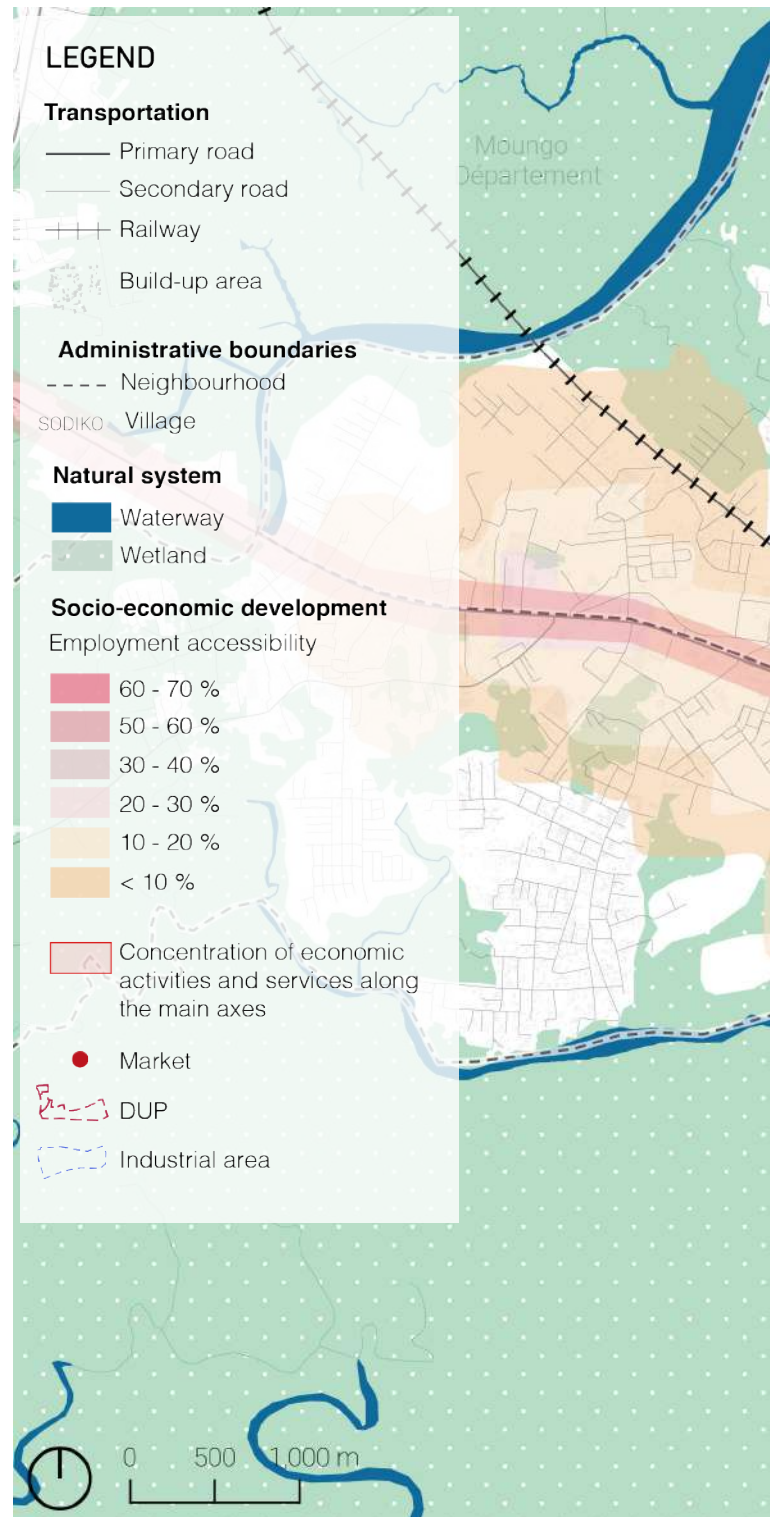 LEGEND
Transportation
Primary road
Secondary road
Railway
Build-up area
Administrative boundaries
Neighbourhood
SODIKO Village
Natural system
Waterway
Wetland
Socio-economic development
Employment accessibility
60 - 70 %
50 - 60 %
30 - 40 %
20 - 30 %
10 - 20 %
< 10 %
Concentration of economic
activities and services along
the main axes
Market
DUP
Industrial area
Moungo
Département
0 500 1,000 m